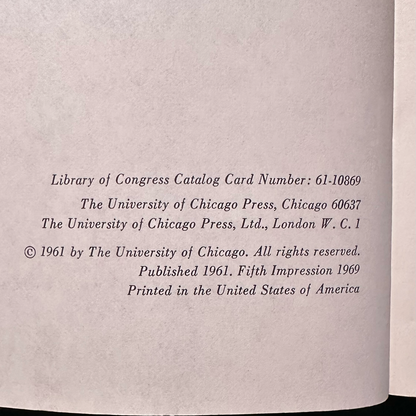 Library of Congress Catalog Card Number: 61-10869
The University of Chicago Press, Chicago 60637
The University of Chicago Press, Ltd., London W. C. 1
© 1961 by The University of Chicago. All rights reserved.
Published 1961. Fifth Impression 1969
Printed in the United States of America